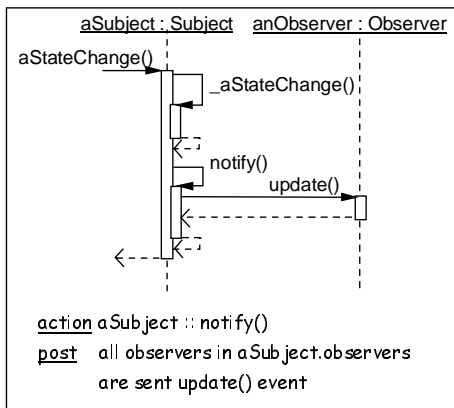 aSubject : Subject anObserver : Observer
aStateChange()
_aStateChange()
notify()
update()
action aSubject :: notify()
post all observers in aSubject.observers
are sent update() event